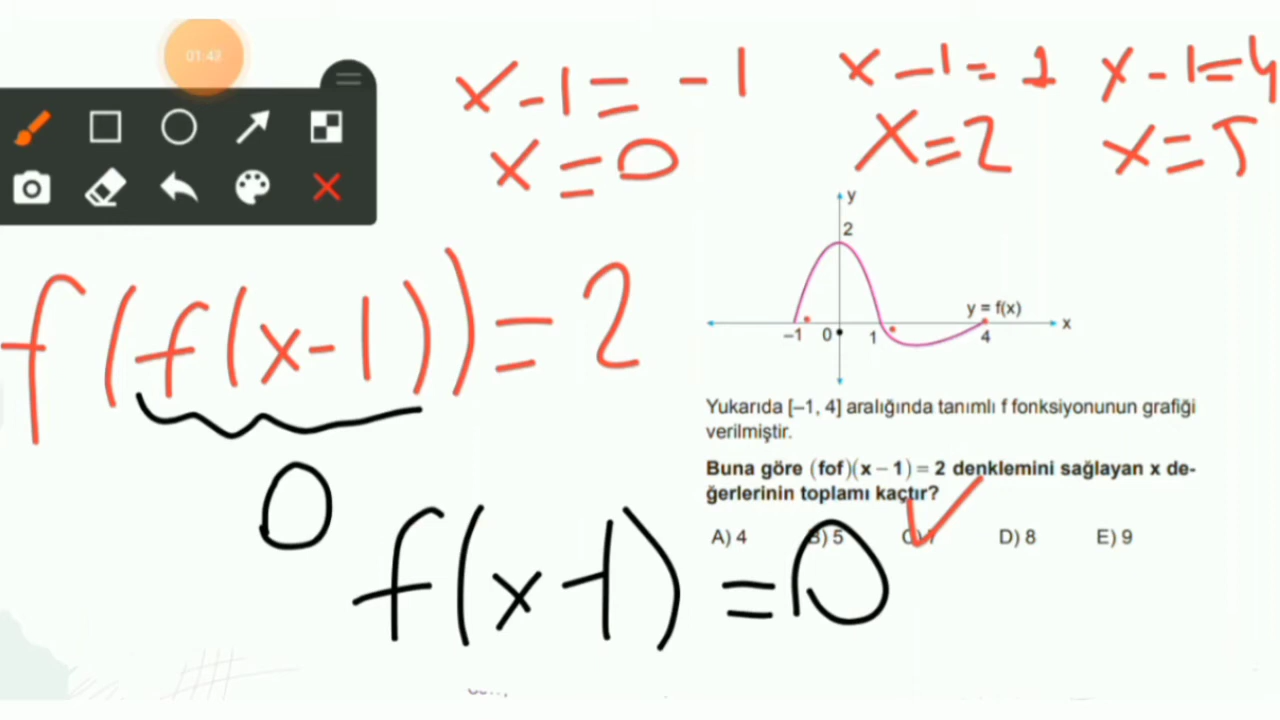 01:43
x-1=-1
x=0
x-1=1
x=2
x-1=4
x=5
f(f(x-1))=2
0
f(x-1)=0
y
2
y = f(x)
x
–1 0 1 4
Yukarıda [–1, 4] aralığında tanımlı f fonksiyonunun grafiği
verilmiştir.
Buna göre (fof)(x – 1) = 2 denklemini sağlayan x de-
ğerlerinin toplamı kaçtır?
A) 4 B) 5 C) 7 D) 8 E) 9